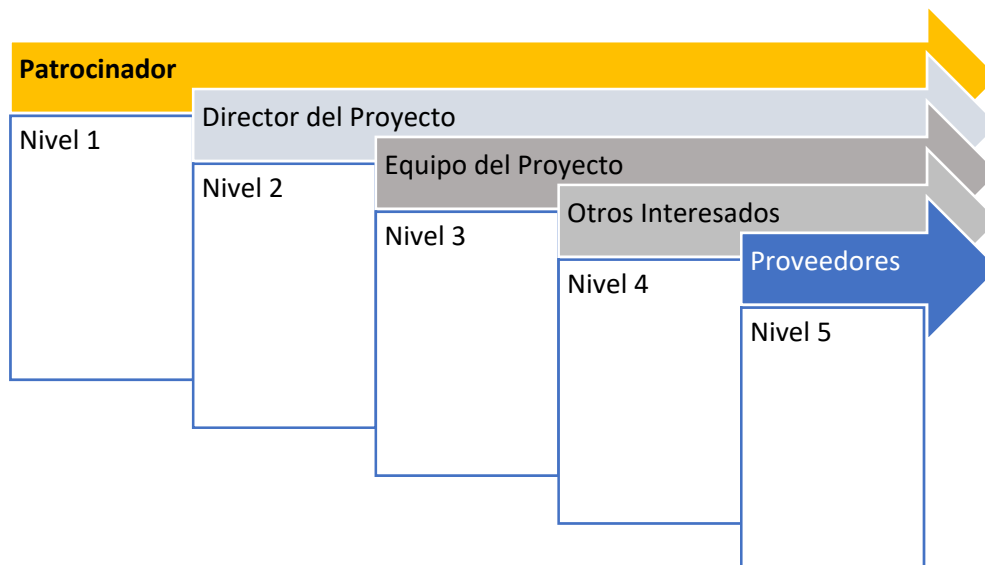 Patrocinador
Nivel 1
Director del Proyecto
Nivel 2
Equipo del Proyecto
Nivel 3
Otros Interesados
Nivel 4
Proveedores
Nivel 5